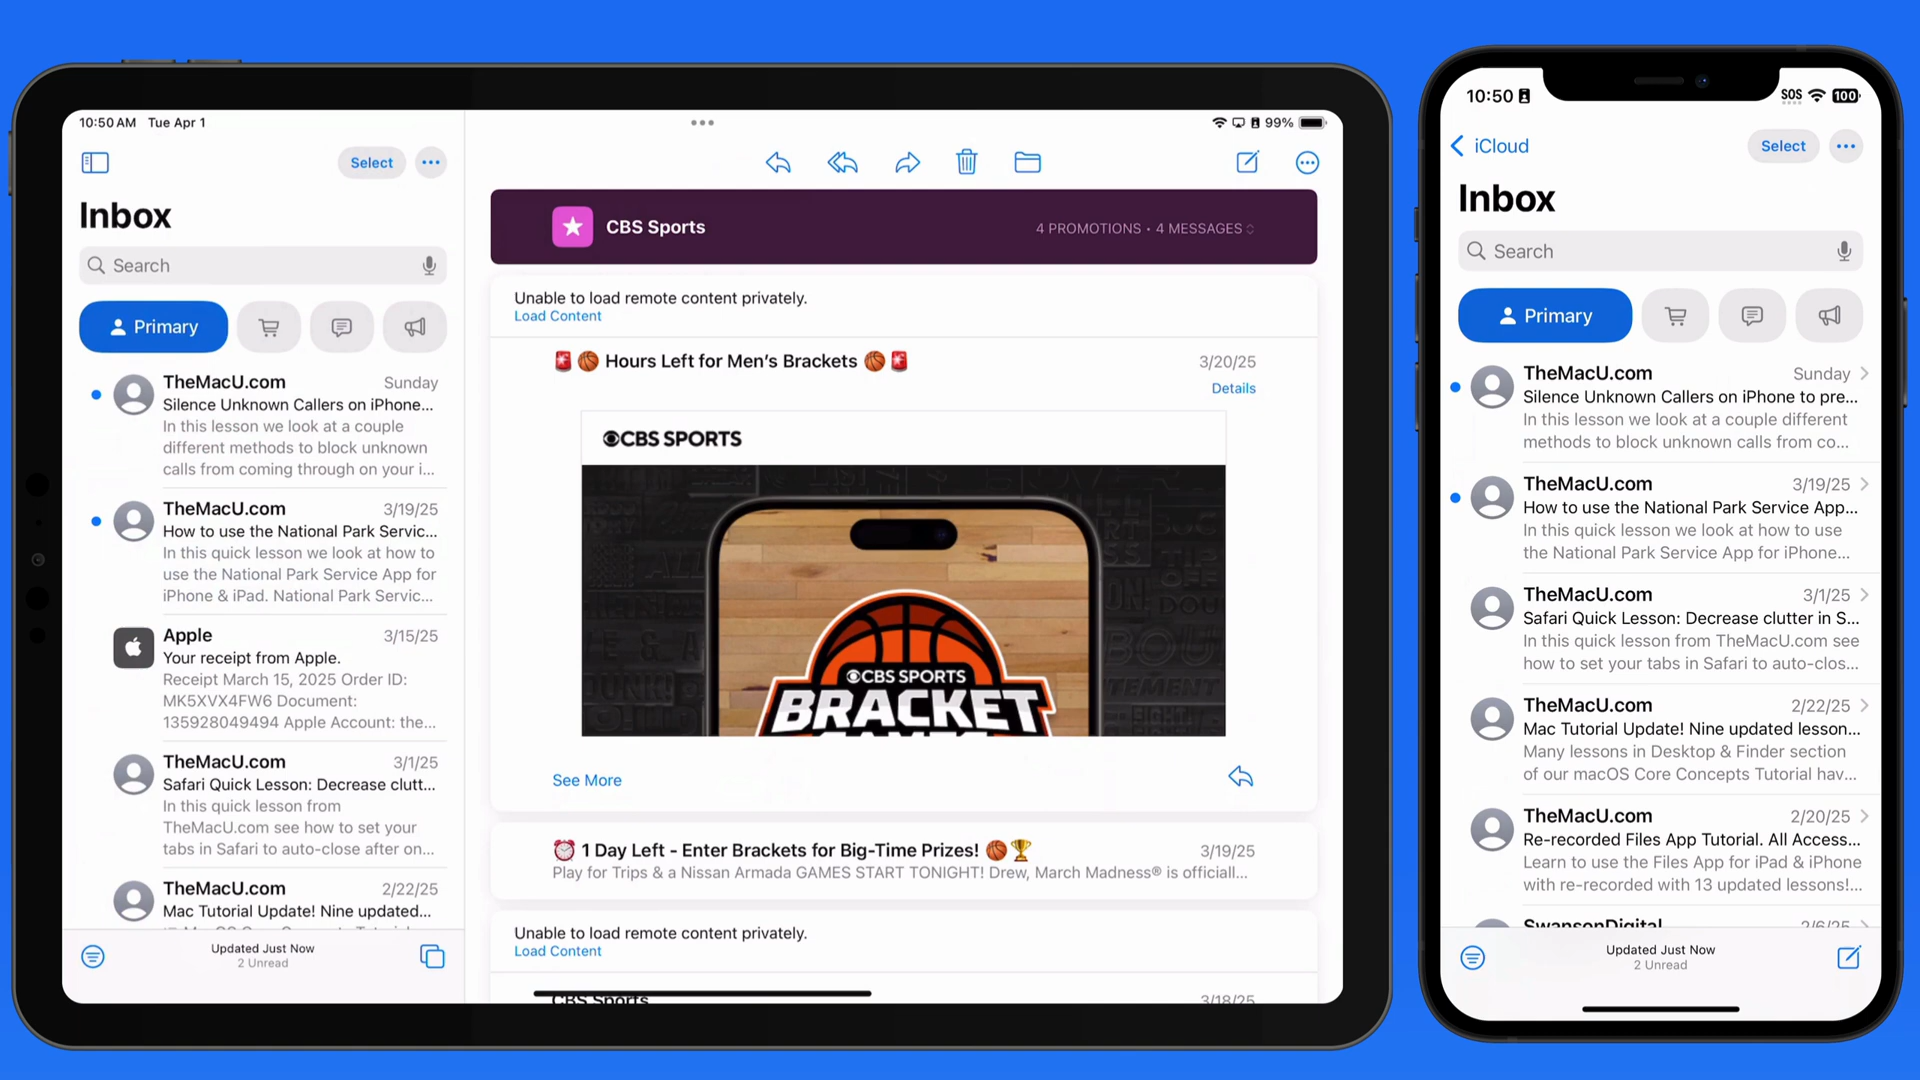 10:50 AM Tue Apr 1
99%
Select
Inbox
Search
Primary
TheMacU.com Sunday
Silence Unknown Callers on iPhone...
In this lesson we look at a couple
different methods to block unknown
calls from coming through on your i...
TheMacU.com 3/19/25
How to use the National Park Servic...
In this quick lesson we look at how to
use the National Park Service App for
iPhone & iPad. National Park Servic...
Apple 3/15/25
Your receipt from Apple.
Receipt March 15, 2025 Order ID:
MK5XVX4FW6 Document:
135928049494 Apple Account: the...
TheMacU.com 3/1/25
Safari Quick Lesson: Decrease clutt...
In this quick lesson from
TheMacU.com see how to set your
tabs in Safari to auto-close after on...
TheMacU.com 2/22/25
Mac Tutorial Update! Nine updated...
Updated Just Now
2 Unread
CBS Sports
4 PROMOTIONS • 4 MESSAGES
Unable to load remote content privately.
Load Content
🚨 🏀 Hours Left for Men’s Brackets 🏀 🚨 3/20/25
Details
CBS SPORTS
CBS SPORTS
BRACKET
See More
⏰ 1 Day Left - Enter Brackets for Big-Time Prizes! 🏀🏆 3/19/25
Play for Trips & a Nissan Armada GAMES START TONIGHT! Drew, March Madness® is officiall...
Unable to load remote content privately.
Load Content
CBS Sports 3/18/25
10:50
SOS 100
iCloud
Select
Inbox
Search
Primary
TheMacU.com Sunday
Silence Unknown Callers on iPhone to pre...
In this lesson we look at a couple different
methods to block unknown calls from co...
TheMacU.com 3/19/25
How to use the National Park Service App...
In this quick lesson we look at how to use
the National Park Service App for iPhone...
TheMacU.com 3/1/25
Safari Quick Lesson: Decrease clutter in S...
In this quick lesson from TheMacU.com see
how to set your tabs in Safari to auto-clos...
TheMacU.com 2/22/25
Mac Tutorial Update! Nine updated lesson...
Many lessons in Desktop & Finder section
of our macOS Core Concepts Tutorial hav...
TheMacU.com 2/20/25
Re-recorded Files App Tutorial. All Access...
Learn to use the Files App for iPad & iPhone
with re-recorded with 13 updated lessons!...
SwansonDigital 2/6/25
Updated Just Now
2 Unread